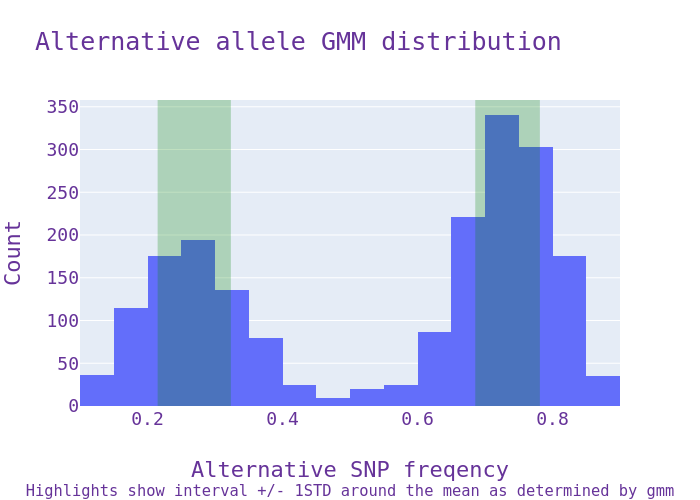 Alternative allele GMM distribution
350
300
250
200
150
100
50
0
Count
0.2 0.4 0.6 0.8
Alternative SNP freqency
Highlights show interval +/- 1STD around the mean as determined by gmm